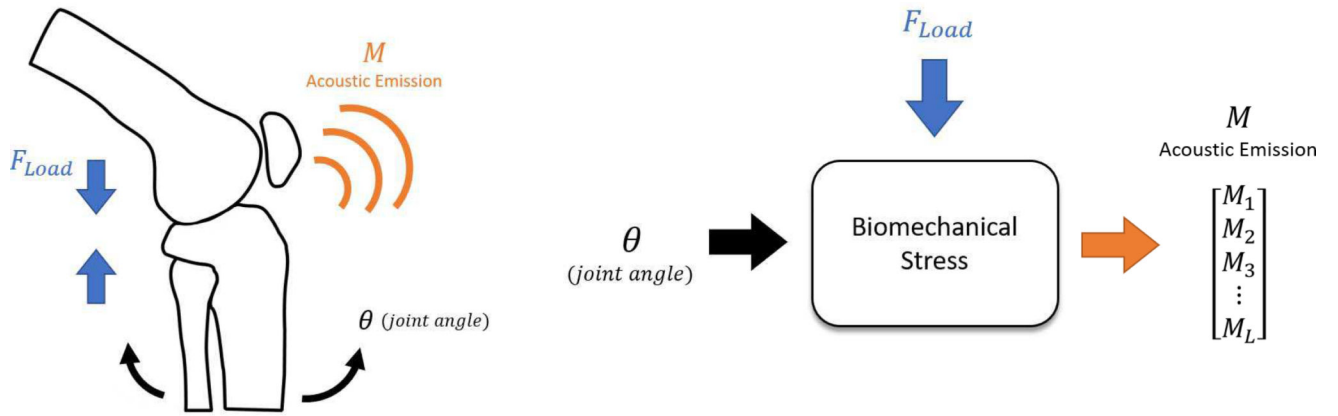 M
Acoustic Emission
F_Load
θ (joint angle)
F_Load
θ
(joint angle)
Biomechanical
Stress
M
Acoustic Emission
M_1
M_2
M_3
⋮
M_L